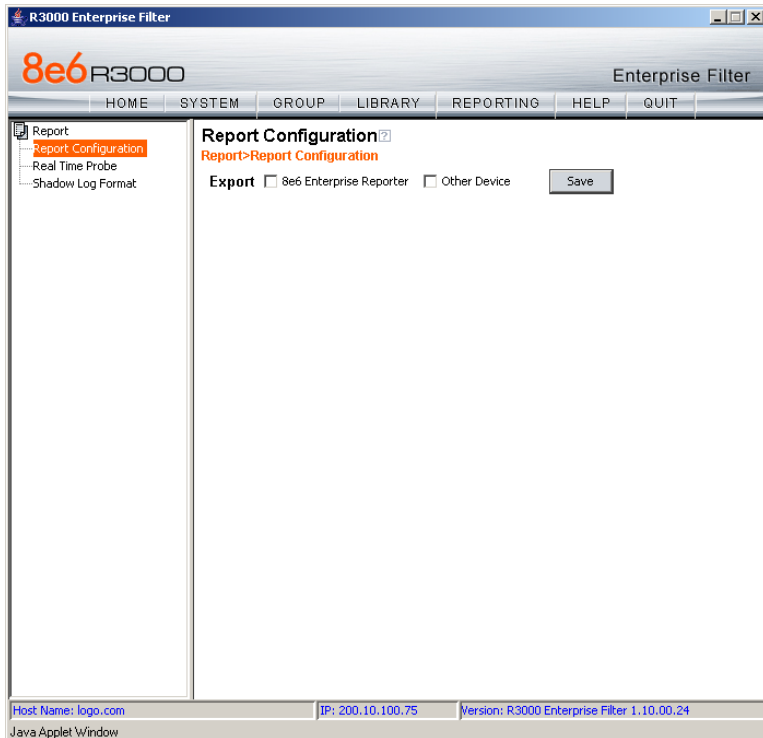 R3000 Enterprise Filter
8e6 R3000
Enterprise Filter
HOME SYSTEM GROUP LIBRARY REPORTING HELP QUIT
Report
Report Configuration
Real Time Probe
Shadow Log Format
Report Configuration?
Report>Report Configuration
Export 8e6 Enterprise Reporter Other Device Save
Host Name: logo.com IP: 200.10.100.75 Version: R3000 Enterprise Filter 1.10.00.24
Java Applet Window